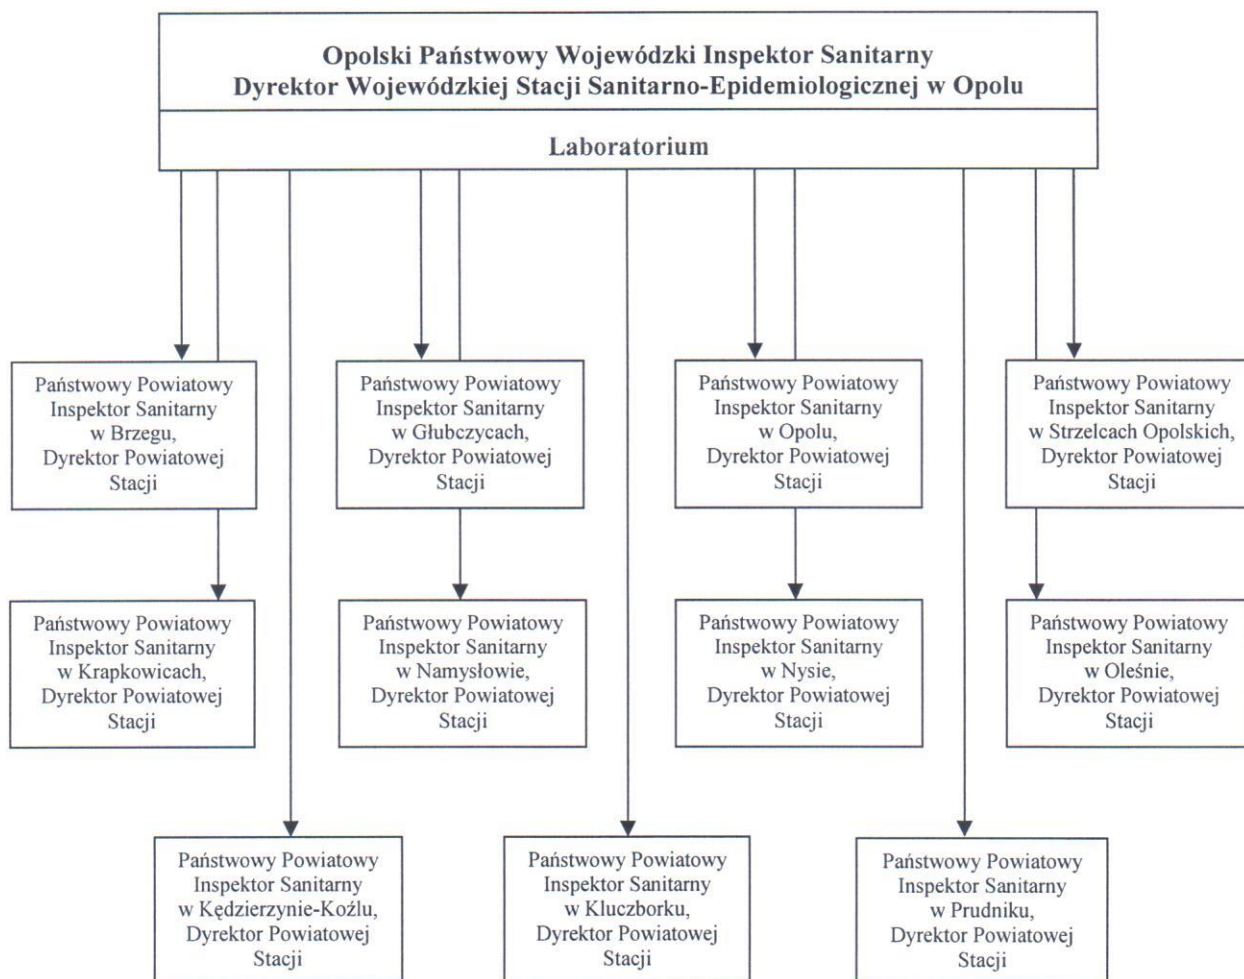 Opolski Państwowy Wojewódzki Inspektor Sanitarny
Dyrektor Wojewódzkiej Stacji Sanitarno-Epidemiologicznej w Opolu
Laboratorium
Państwowy Powiatowy
Inspektor Sanitarny
w Brzegu,
Dyrektor Powiatowej
Stacji
Państwowy Powiatowy
Inspektor Sanitarny
w Głubczycach,
Dyrektor Powiatowej
Stacji
Państwowy Powiatowy
Inspektor Sanitarny
w Opolu,
Dyrektor Powiatowej
Stacji
Państwowy Powiatowy
Inspektor Sanitarny
w Strzelcach Opolskich,
Dyrektor Powiatowej
Stacji
Państwowy Powiatowy
Inspektor Sanitarny
w Krapkowicach,
Dyrektor Powiatowej
Stacji
Państwowy Powiatowy
Inspektor Sanitarny
w Namysłowie,
Dyrektor Powiatowej
Stacji
Państwowy Powiatowy
Inspektor Sanitarny
w Nysie,
Dyrektor Powiatowej
Stacji
Państwowy Powiatowy
Inspektor Sanitarny
w Oleśnie,
Dyrektor Powiatowej
Stacji
Państwowy Powiatowy
Inspektor Sanitarny
w Kędzierzynie-Koźlu,
Dyrektor Powiatowej
Stacji
Państwowy Powiatowy
Inspektor Sanitarny
w Kluczborku,
Dyrektor Powiatowej
Stacji
Państwowy Powiatowy
Inspektor Sanitarny
w Prudniku,
Dyrektor Powiatowej
Stacji